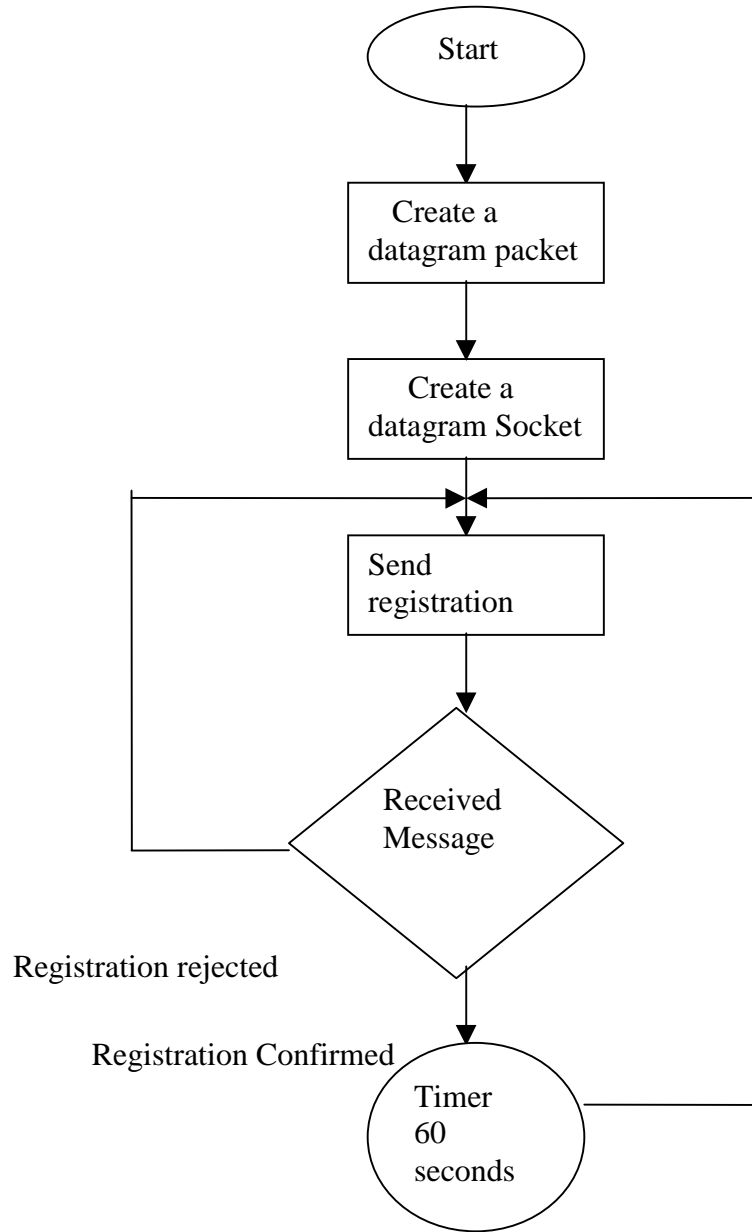 Start
Create a
datagram packet
Create a
datagram Socket
Send
registration
Received
Message
Registration rejected
Registration Confirmed
Timer
60
seconds